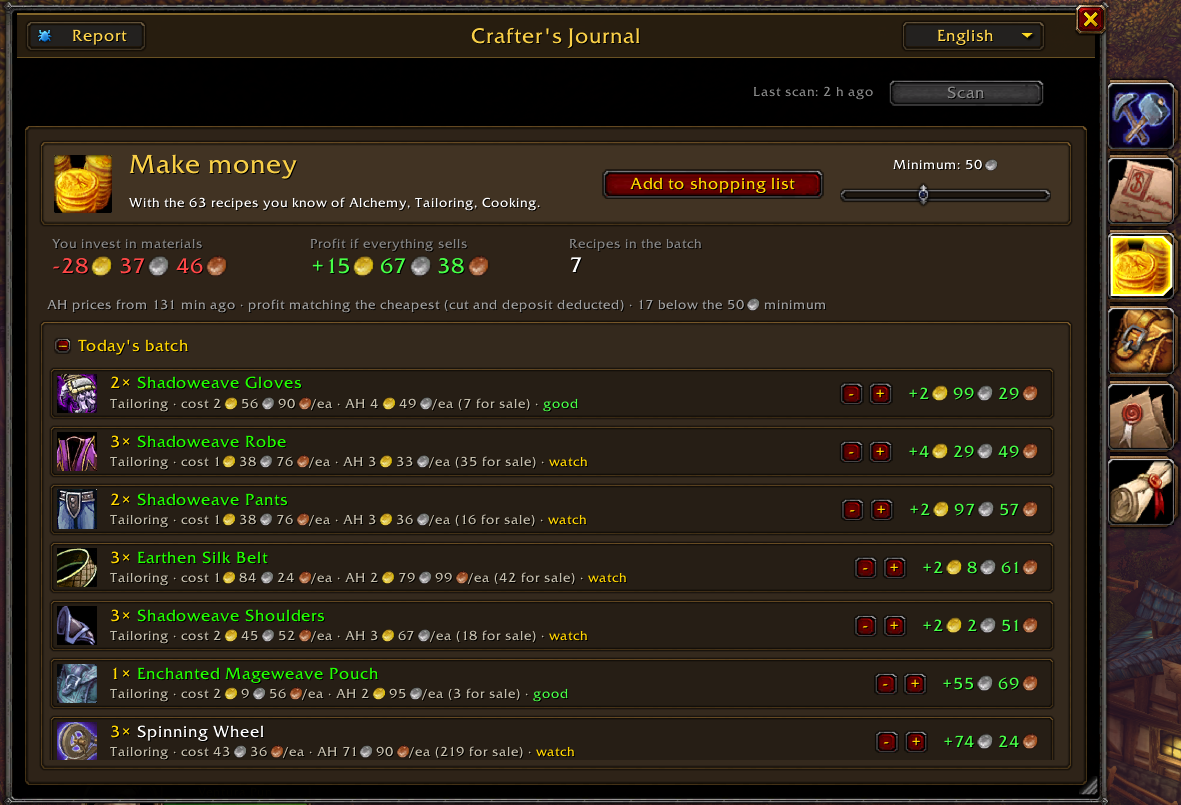 Report
Crafter's Journal
English
Last scan: 2 h ago
Scan
Make money
With the 63 recipes you know of Alchemy, Tailoring, Cooking.
Add to shopping list
Minimum: 50
You invest in materials
Profit if everything sells
Recipes in the batch
-28 37 46
+15 67 38
7
AH prices from 131 min ago · profit matching the cheapest (cut and deposit deducted) · 17 below the 50 minimum
Today's batch
2× Shadoweave Gloves
Tailoring · cost 2 56 90 /ea · AH 4 49 /ea (7 for sale) · good
- + +2 99 29
3× Shadoweave Robe
Tailoring · cost 1 38 76 /ea · AH 3 33 /ea (35 for sale) · watch
- + +4 29 49
2× Shadoweave Pants
Tailoring · cost 1 38 76 /ea · AH 3 36 /ea (16 for sale) · watch
- + +2 97 57
3× Earthen Silk Belt
Tailoring · cost 1 84 24 /ea · AH 2 79 99 /ea (42 for sale) · watch
- + +2 8 61
3× Shadoweave Shoulders
Tailoring · cost 2 45 52 /ea · AH 3 67 /ea (18 for sale) · watch
- + +2 2 51
1× Enchanted Mageweave Pouch
Tailoring · cost 2 9 56 /ea · AH 2 95 /ea (3 for sale) · good
- + +55 69
3× Spinning Wheel
Tailoring · cost 43 36 /ea · AH 71 90 /ea (219 for sale) · watch
- + +74 24